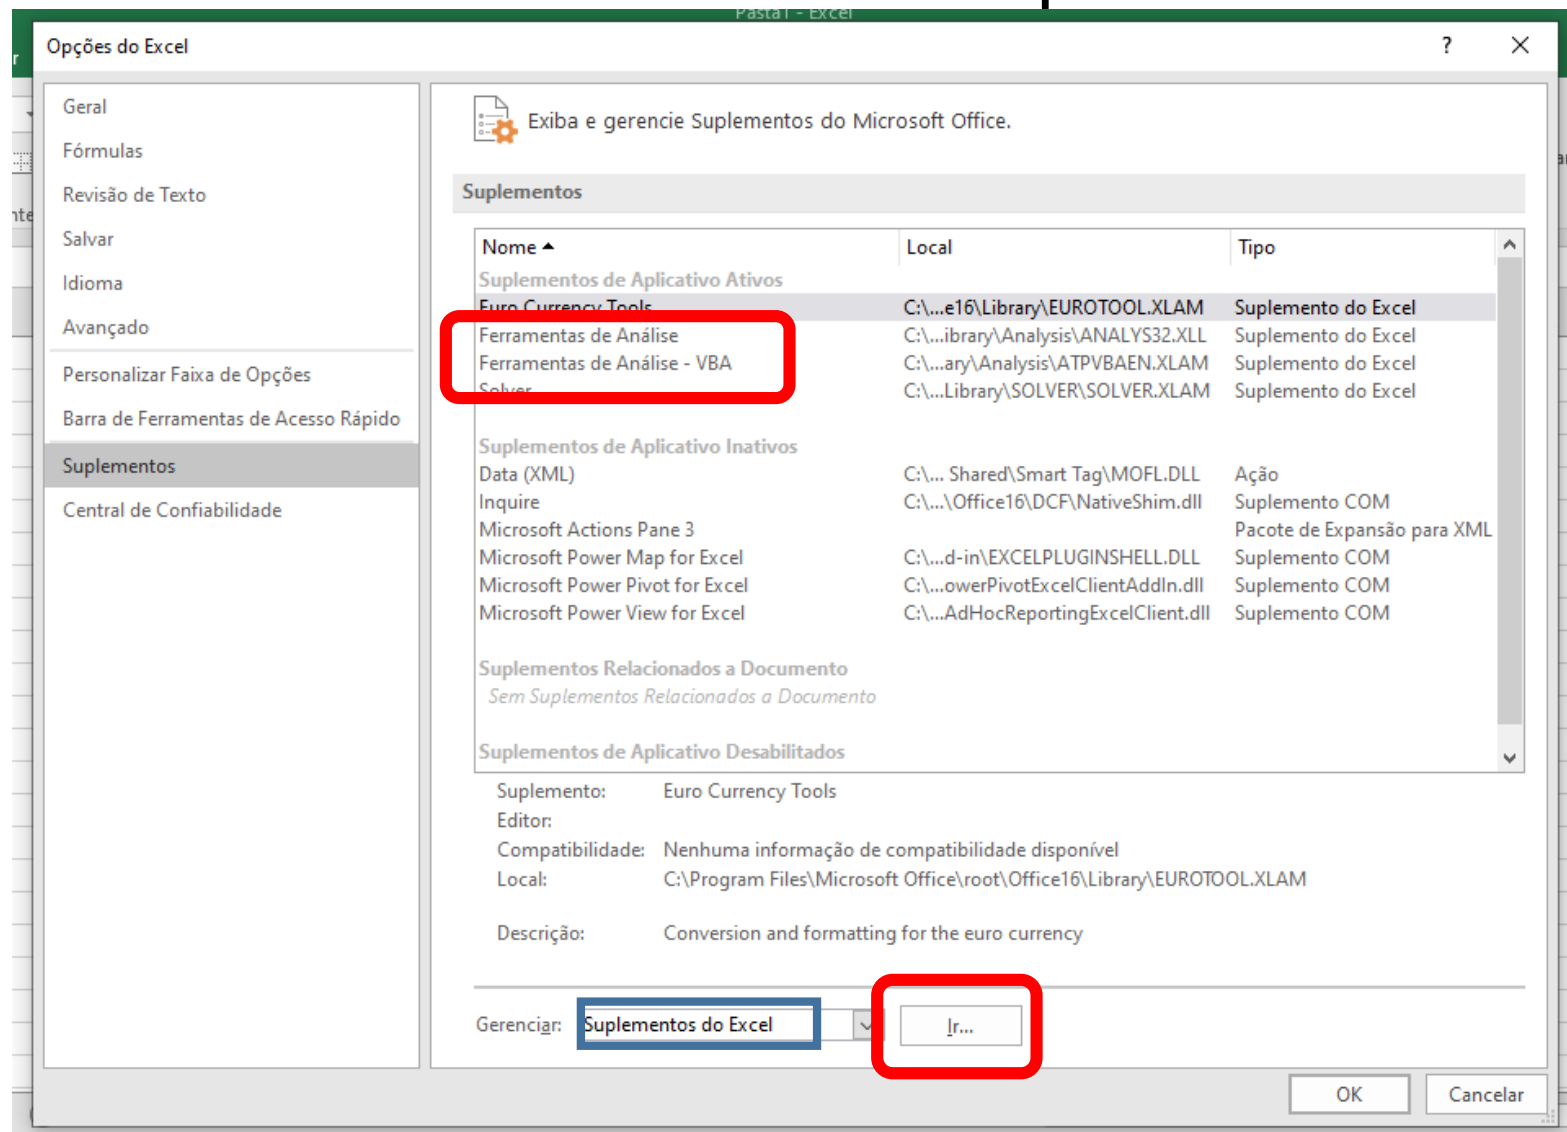 Pasta1 - Excel
Opções do Excel ? ×
r
Geral
Fórmulas
Revisão de Texto
Salvar
Idioma
Avançado
Personalizar Faixa de Opções
Barra de Ferramentas de Acesso Rápido
Suplementos
Central de Confiabilidade
Exiba e gerencie Suplementos do Microsoft Office.
Suplementos
Nome Local Tipo
Suplementos de Aplicativo Ativos
Euro Currency Tools C:\...e16\Library\EUROTOOL.XLAM Suplemento do Excel
Ferramentas de Análise C:\...ibrary\Analysis\ANALYS32.XLL Suplemento do Excel
Ferramentas de Análise - VBA C:\...ary\Analysis\ATPVBAEN.XLAM Suplemento do Excel
Solver C:\...Library\SOLVER\SOLVER.XLAM Suplemento do Excel
Suplementos de Aplicativo Inativos
Data (XML) C:\... Shared\Smart Tag\MOFL.DLL Ação
Inquire C:\...\Office16\DCF\NativeShim.dll Suplemento COM
Microsoft Actions Pane 3 Pacote de Expansão para XML
Microsoft Power Map for Excel C:\...d-in\EXCELPLUGINSHELL.DLL Suplemento COM
Microsoft Power Pivot for Excel C:\...owerPivotExcelClientAddIn.dll Suplemento COM
Microsoft Power View for Excel C:\...AdHocReportingExcelClient.dll Suplemento COM
Suplementos Relacionados a Documento
Sem Suplementos Relacionados a Documento
Suplementos de Aplicativo Desabilitados
Suplemento: Euro Currency Tools
Editor:
Compatibilidade: Nenhuma informação de compatibilidade disponível
Local: C:\Program Files\Microsoft Office\root\Office16\Library\EUROTOOL.XLAM
Descrição: Conversion and formatting for the euro currency
Gerenciar: Suplementos do Excel Ir...
OK Cancelar